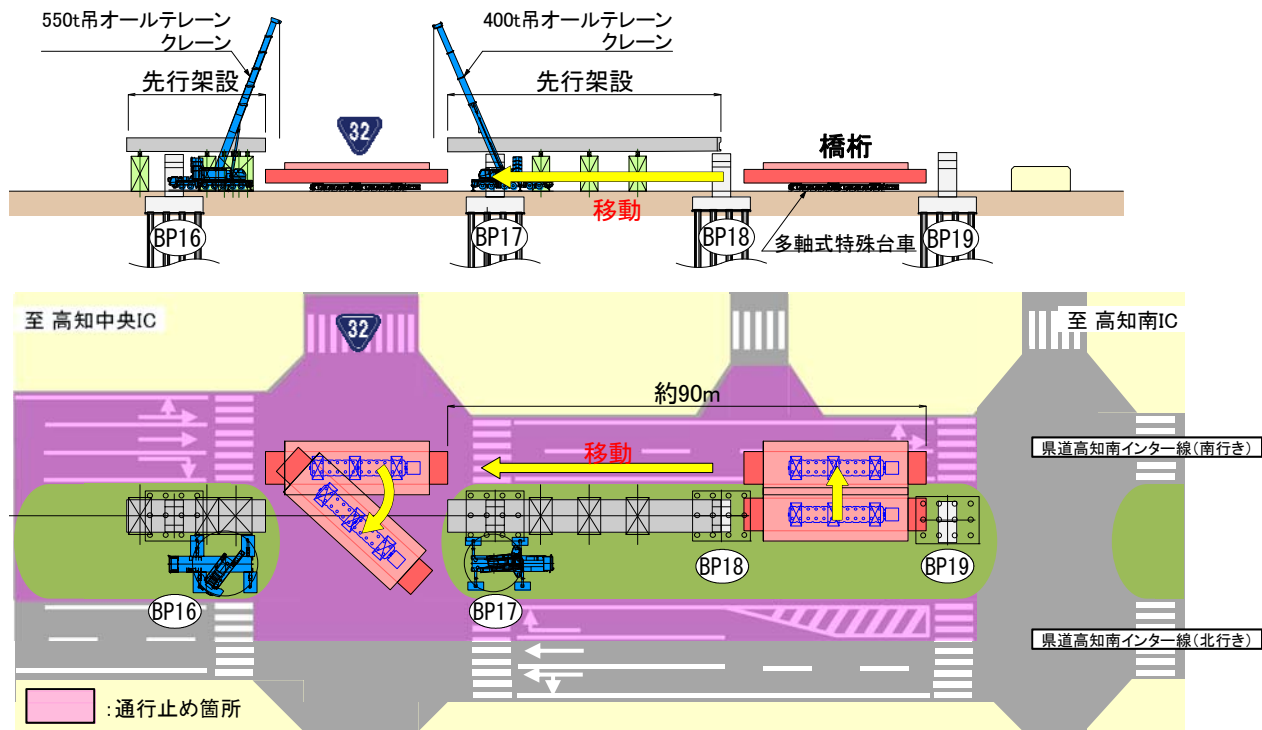 550t吊オールテレーン
クレーン
400t吊オールテレーン
クレーン
先行架設
先行架設
32
橋桁
移動
多軸式特殊台車
BP16
BP17
BP18
BP19
至 高知中央IC
32
至 高知南IC
約90m
移動
県道高知南インター線(南行き)
BP16
BP17
BP18
BP19
県道高知南インター線(北行き)
:通行止め箇所